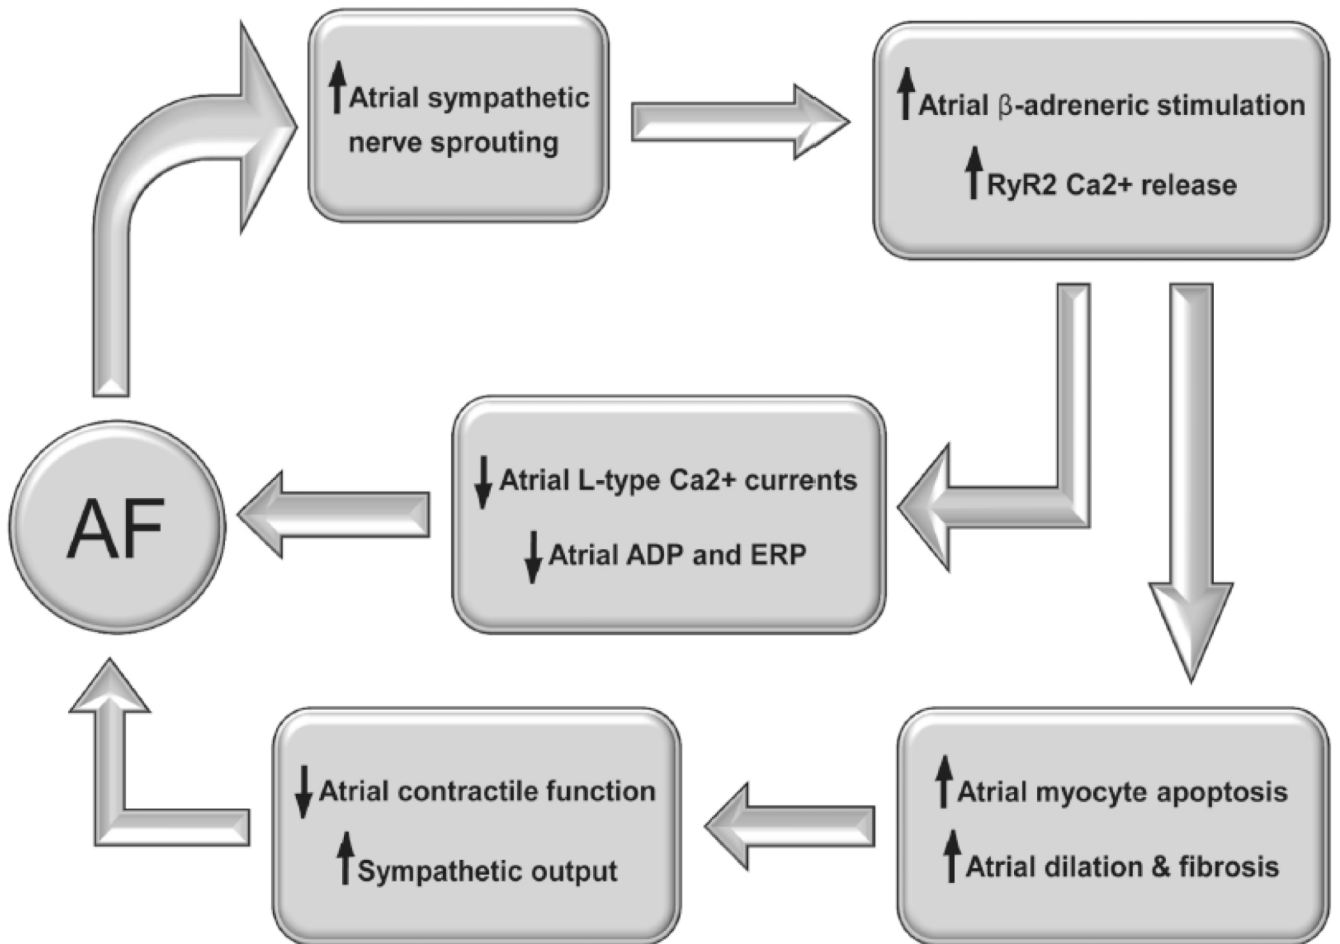 Atrial sympathetic
nerve sprouting
Atrial β-adreneric stimulation
RyR2 Ca2+ release
AF
Atrial L-type Ca2+ currents
Atrial ADP and ERP
Atrial contractile function
Sympathetic output
Atrial myocyte apoptosis
Atrial dilation & fibrosis